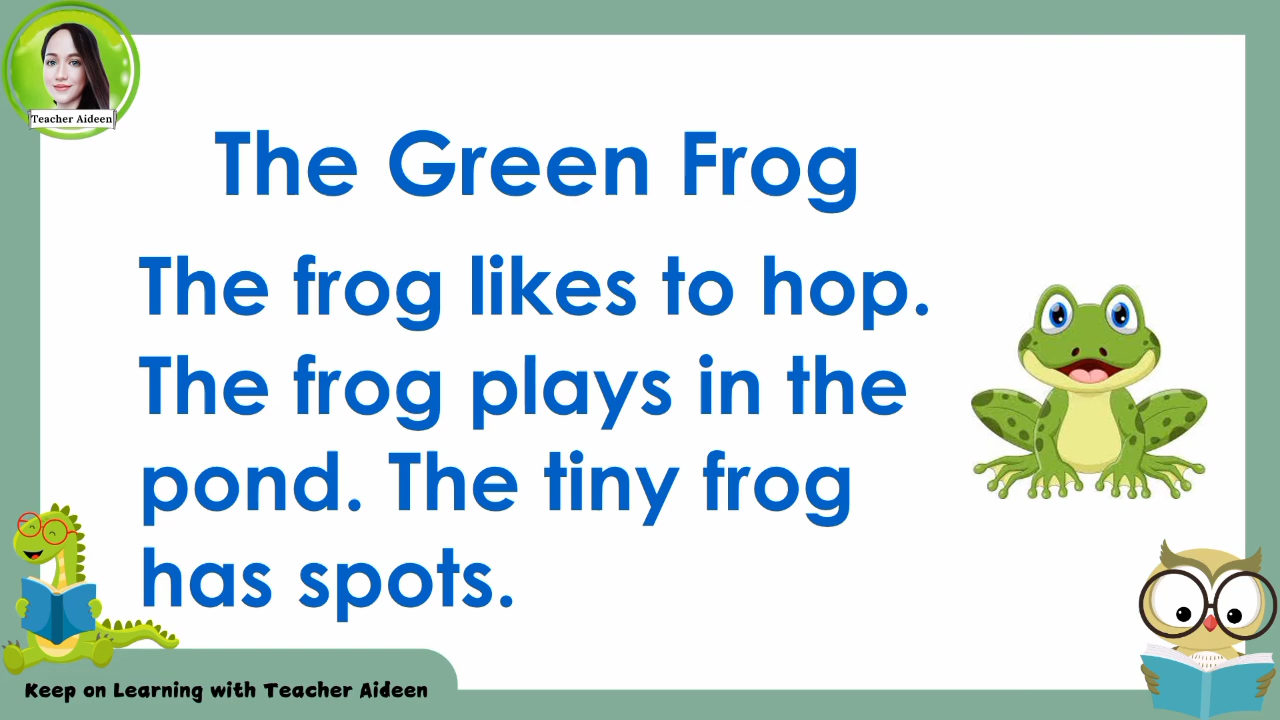 Teacher Aideen
The Green Frog
The frog likes to hop.
The frog plays in the
pond. The tiny frog
has spots.
Keep on Learning with Teacher Aideen